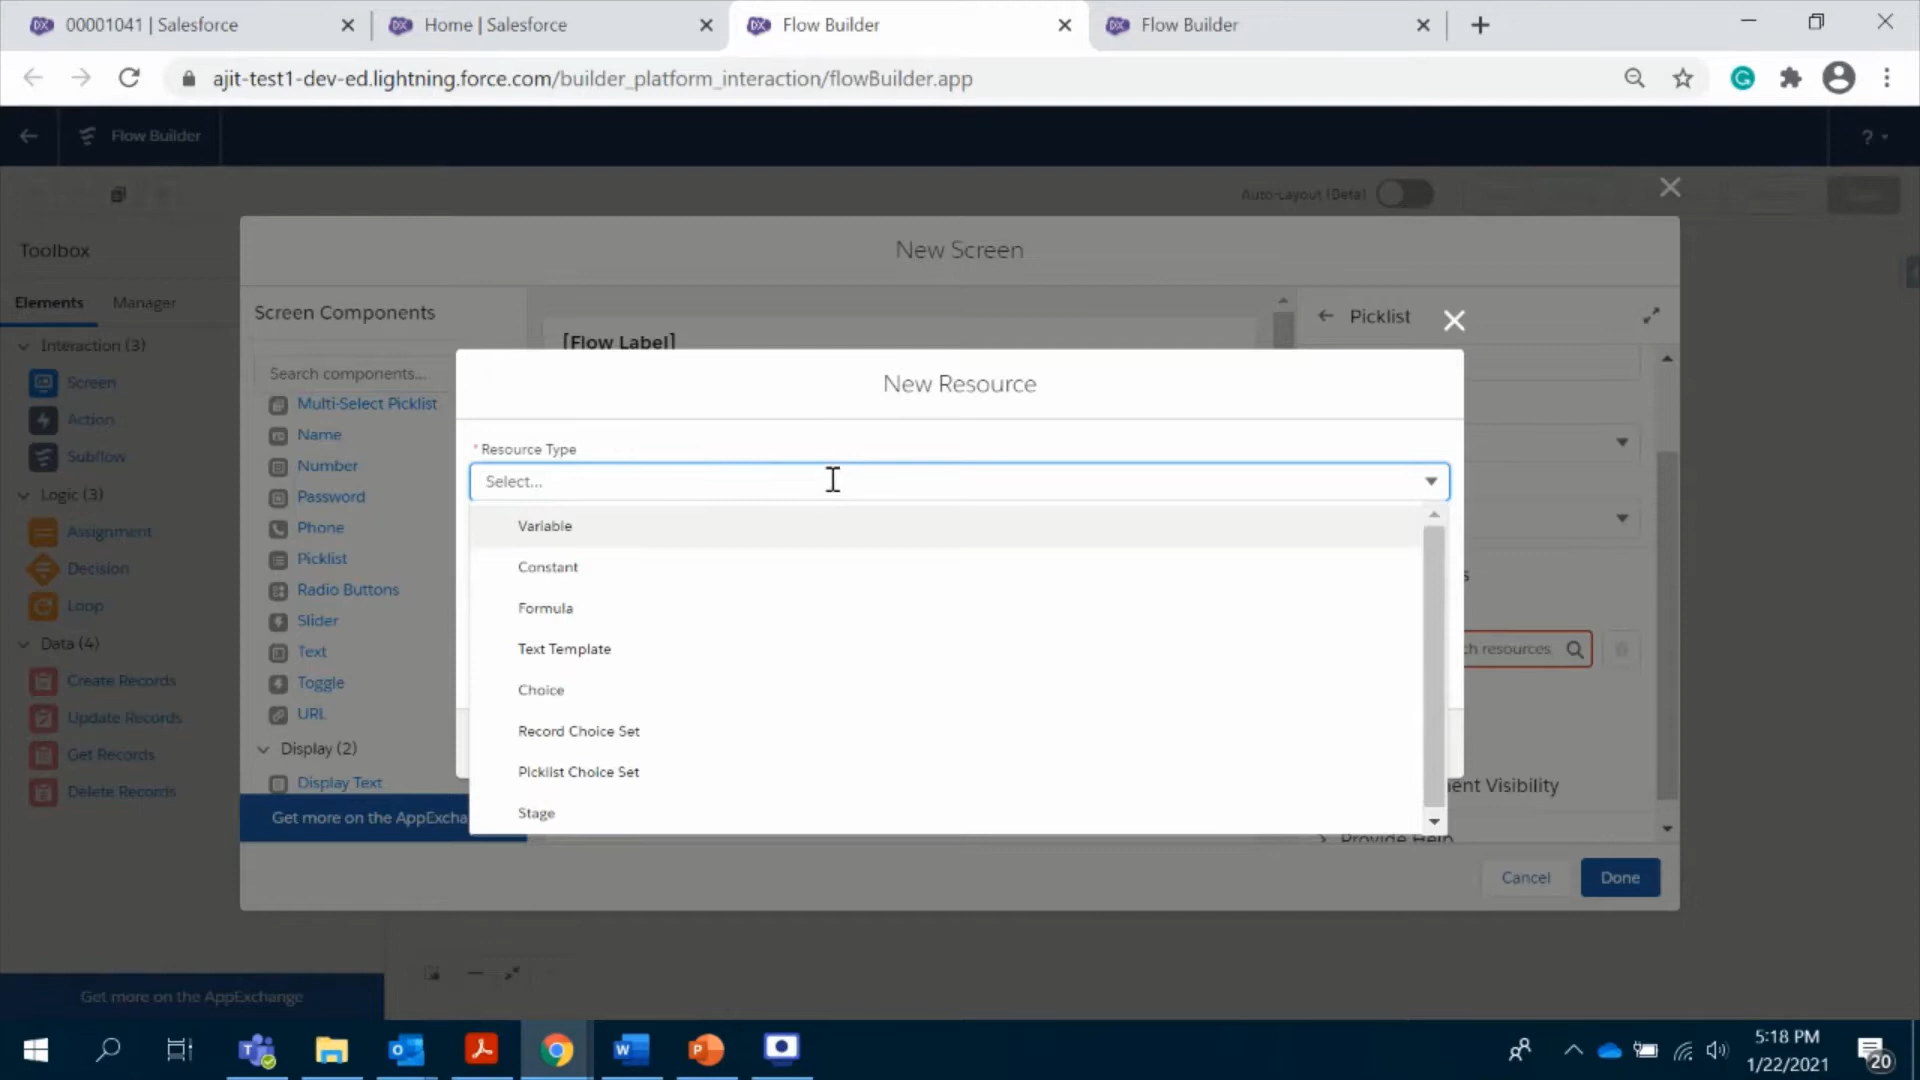 00001041 | Salesforce
Home | Salesforce
Flow Builder
Flow Builder
ajit-test1-dev-ed.lightning.force.com/builder_platform_interaction/flowBuilder.app
Flow Builder
?
Auto-Layout (Beta)
Toolbox
New Screen
Elements
Manager
Screen Components
[Flow Label]
Picklist
Interaction (3)
Screen
Action
Subflow
Logic (3)
Assignment
Decision
Loop
Data (4)
Create Records
Update Records
Get Records
Delete Records
Search components...
Multi-Select Picklist
Name
Number
Password
Phone
Picklist
Radio Buttons
Slider
Text
Toggle
URL
Display (2)
Display Text
Get more on the AppExcha
New Resource
* Resource Type
Select...
Variable
Constant
Formula
Text Template
Choice
Record Choice Set
Picklist Choice Set
Stage
s
ch resources
ent Visibility
Provide Help
Cancel
Done
Get more on the AppExchange
5:18 PM
1/22/2021
20